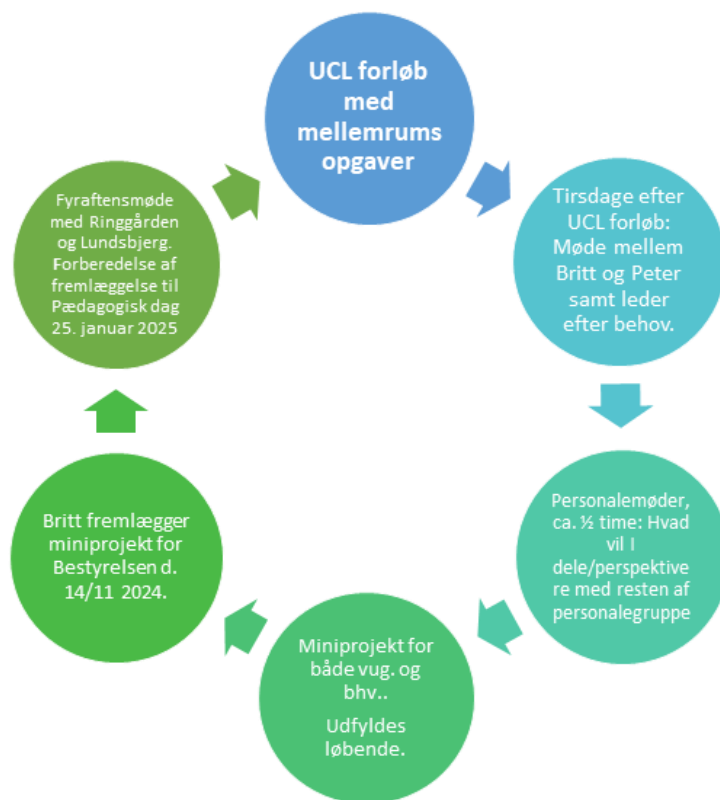 UCL forløb
med
mellemrums
opgaver
Tirsdage efter
UCL forløb:
Møde mellem
Britt og Peter
samt leder
efter behov.
Personalemøder,
ca. ½ time: Hvad
vil I
dele/perspektive
re med resten af
personalegruppe
Miniprojekt for
både vug. og
bhv..
Udfyldes
løbende.
Britt fremlægger
miniprojekt for
Bestyrelsen d.
14/11 2024.
Fyraftensmøde
med Ringgården
og Lundsbjerg.
Forberedelse af
fremlæggelse til
Pædagogisk dag
25. januar 2025